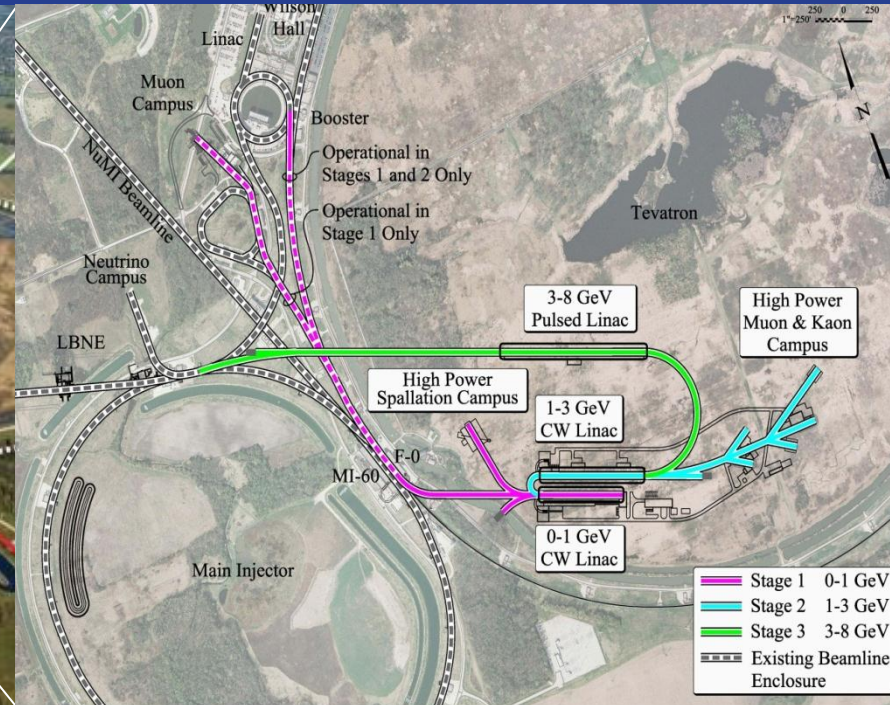 Wilson
Hall
Linac
250 0 250
1"=250'
Muon
Campus
N
Booster
Operational in
Stages 1 and 2 Only
NuMI Beamline
Operational in
Stage 1 Only
Tevatron
Neutrino
Campus
3-8 GeV
Pulsed Linac
High Power
Muon & Kaon
Campus
LBNE
High Power
Spallation Campus
1-3 GeV
CW Linac
F-0
MI-60
0-1 GeV
CW Linac
Main Injector
Stage 1 0-1 GeV
Stage 2 1-3 GeV
Stage 3 3-8 GeV
Existing Beamline
Enclosure